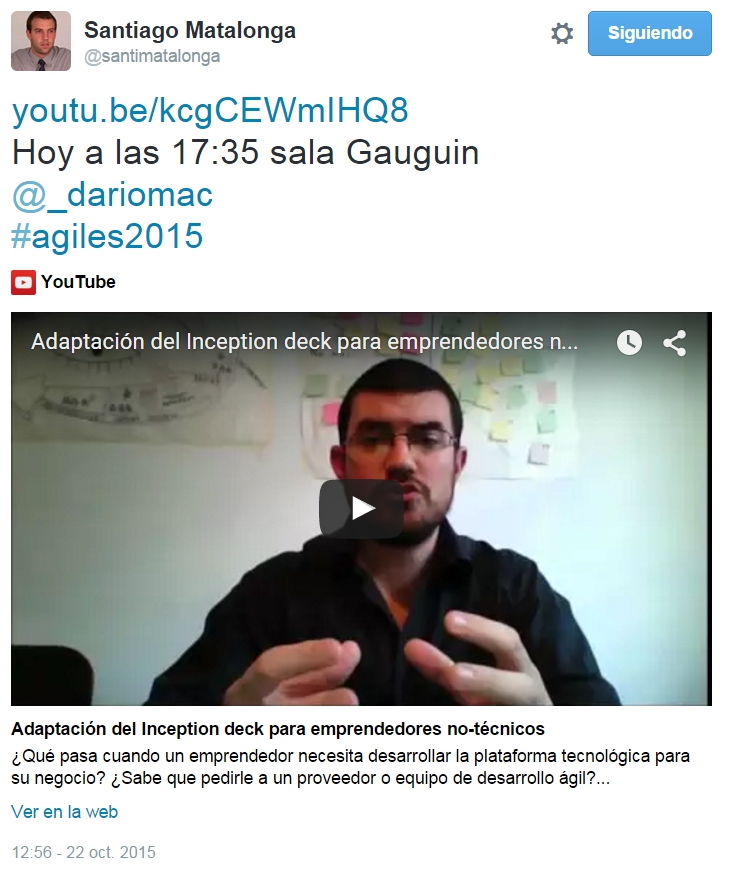 Santiago Matalonga
@santimatalonga
Siguiendo
youtu.be/kcgCEWmIHQ8
Hoy a las 17:35 sala Gauguin
@_dariomac
#agiles2015
YouTube
Adaptación del Inception deck para emprendedores n...
Adaptación del Inception deck para emprendedores no-técnicos
¿Qué pasa cuando un emprendedor necesita desarrollar la plataforma tecnológica para
su negocio? ¿Sabe que pedirle a un proveedor o equipo de desarrollo ágil?...
Ver en la web
12:56 - 22 oct. 2015